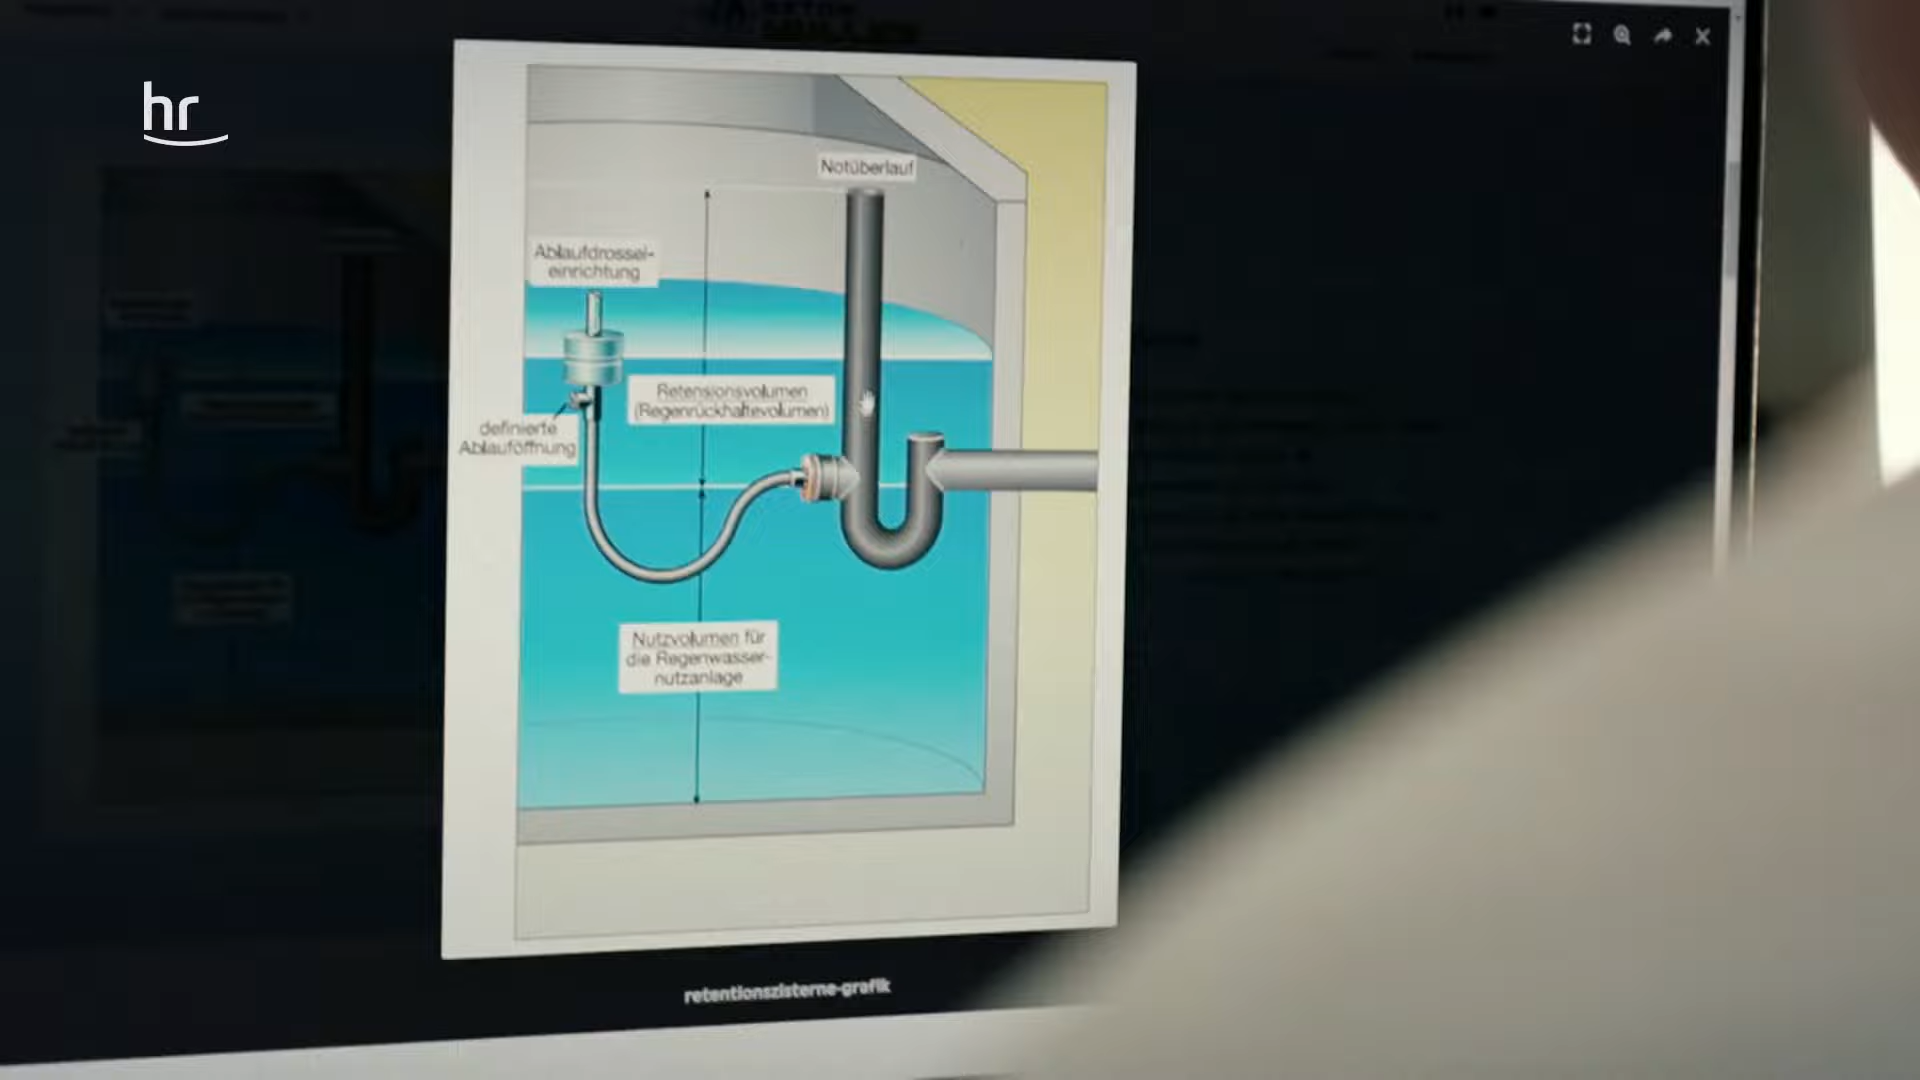 hr
Notüberlauf
Ablaufdrossel-
einrichtung
Retensionsvolumen
(Regenrückhaltevolumen)
definierte
Ablauföffnung
Nutzvolumen für
die Regenwasser-
nutzanlage
retentionszisterne-grafik